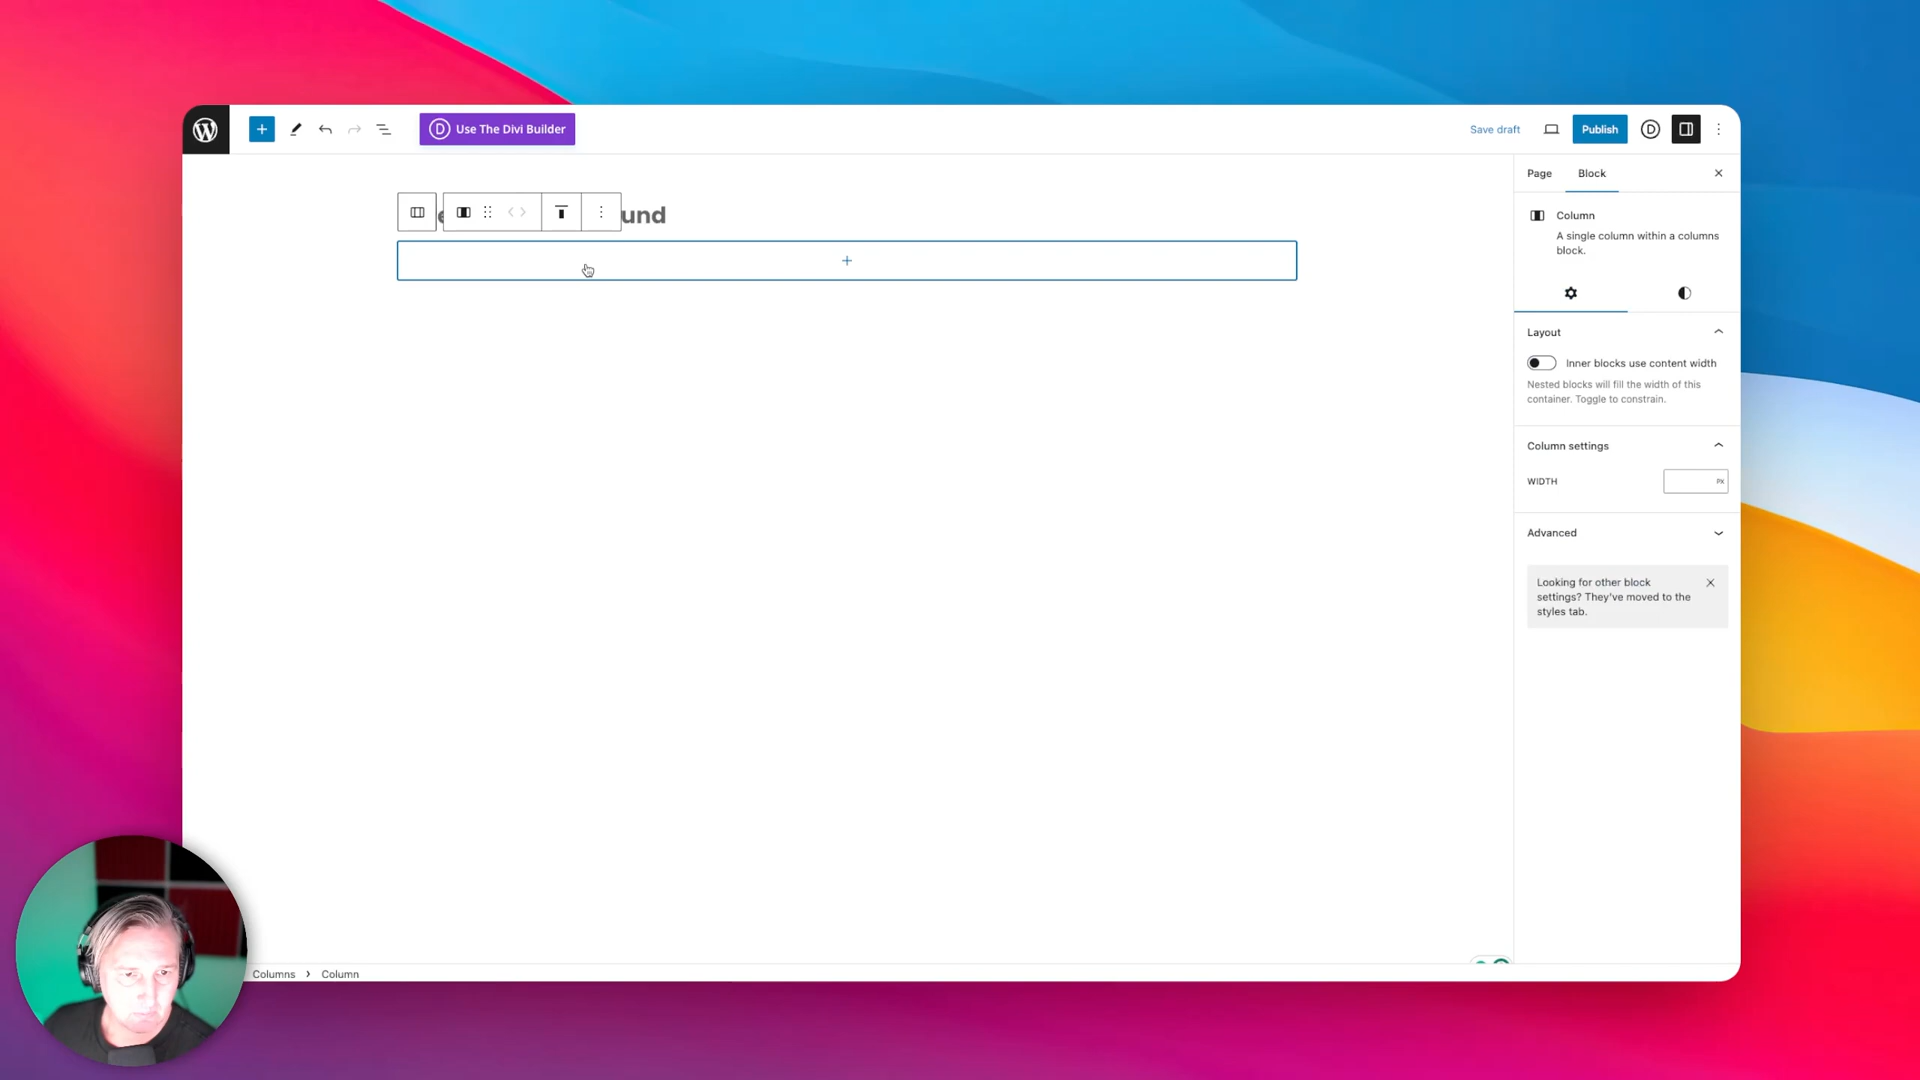 Use The Divi Builder
Save draft
Publish
und
Page
Block
Column
A single column within a columns
block.
Layout
Inner blocks use content width
Nested blocks will fill the width of this
container. Toggle to constrain.
Column settings
WIDTH
PX
Advanced
Looking for other block
settings? They've moved to the
styles tab.
Columns
Column